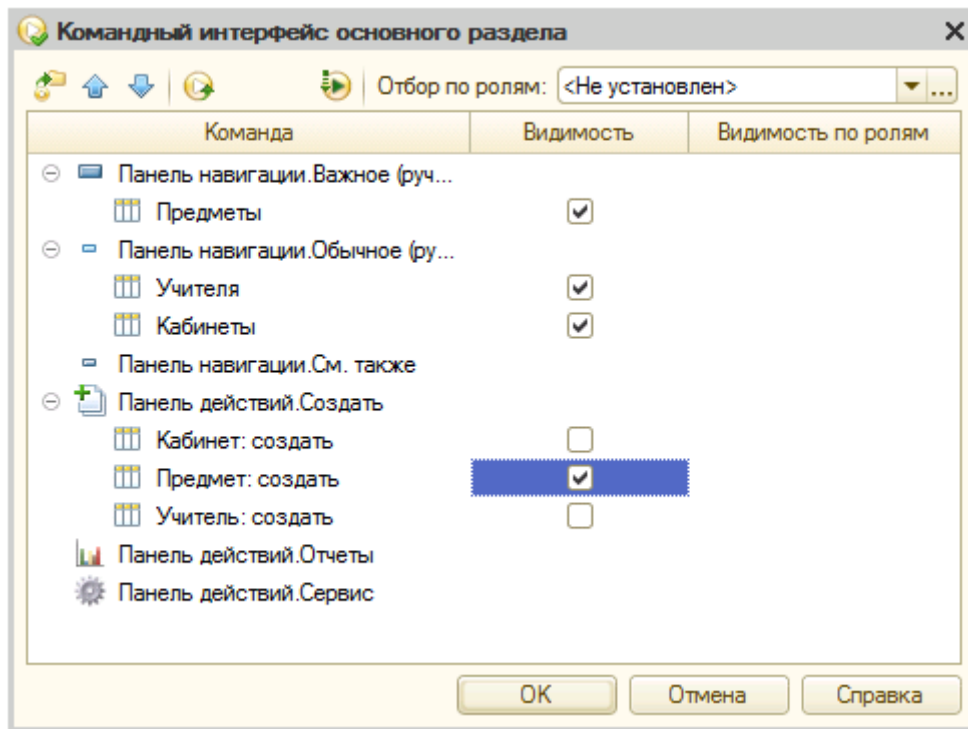 Командный интерфейс основного раздела
Отбор по ролям: <Не установлен>
Команда Видимость Видимость по ролям
Панель навигации.Важное (руч...
Предметы
Панель навигации.Обычное (ру...
Учителя
Кабинеты
Панель навигации.См. также
Панель действий.Создать
Кабинет: создать
Предмет: создать
Учитель: создать
Панель действий.Отчеты
Панель действий.Сервис
ОК Отмена Справка